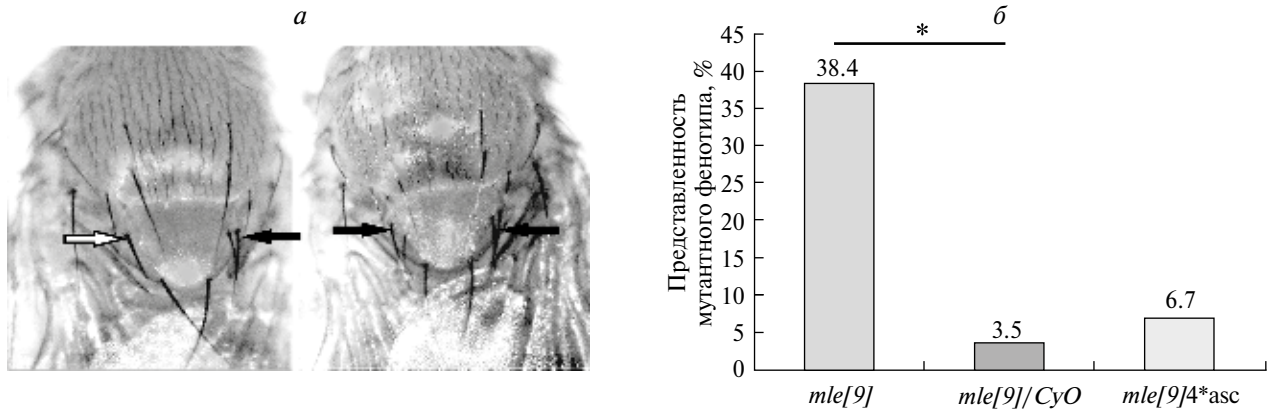 а
б
Представленность
мутантного фенотипа, %
45
40
35
30
25
20
15
10
5
0
*
38.4
3.5
6.7
mle[9]
mle[9]/CyO
mle[9]4*asc